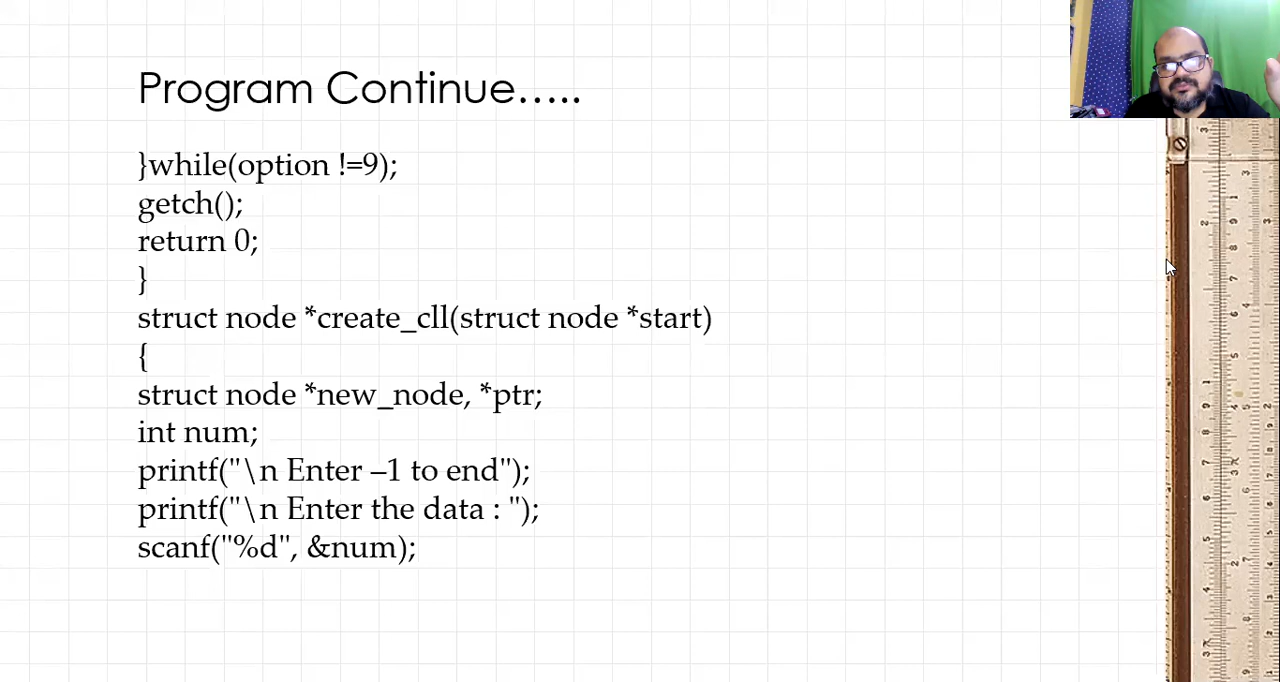 Program Continue.....
}while(option !=9);
getch();
return 0;
}
struct node *create_cll(struct node *start)
{
struct node *new_node, *ptr;
int num;
printf("\n Enter –1 to end");
printf("\n Enter the data : ");
scanf("%d", &num);